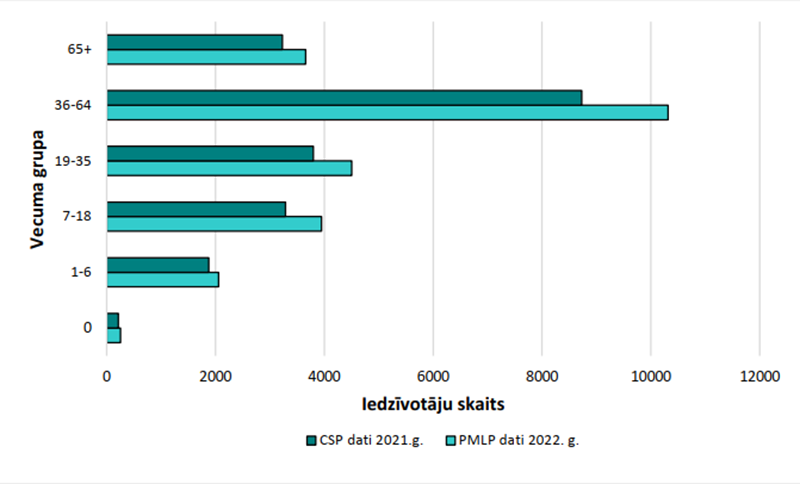 65+
36-64
19-35
7-18
1-6
0
Vecuma grupa
0 2000 4000 6000 8000 10000 12000
Iedzīvotāju skaits
CSP dati 2021.g. PMLP dati 2022. g.